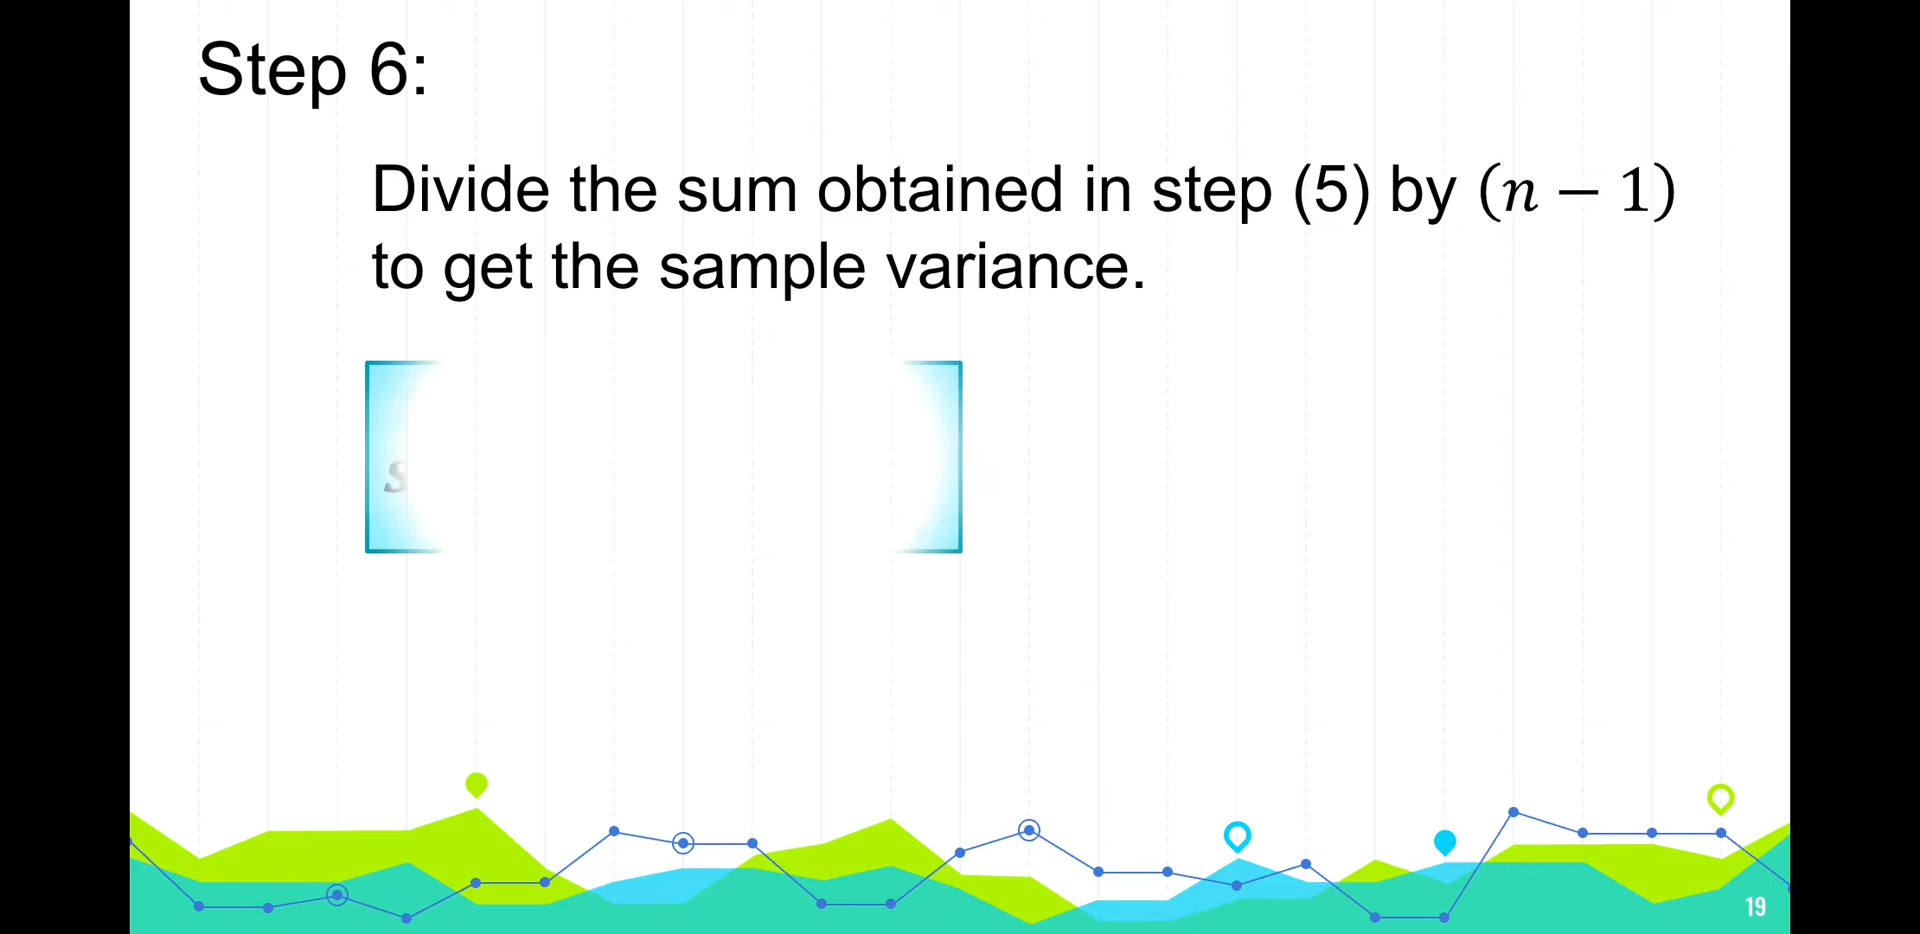 Step 6:
Divide the sum obtained in step (5) by (n − 1)
to get the sample variance.
s
19